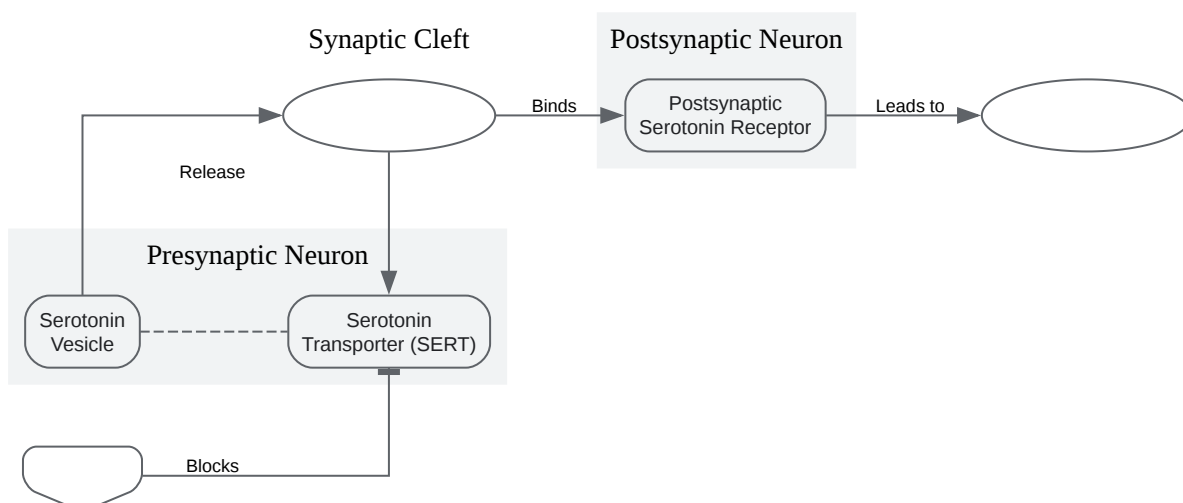 Synaptic Cleft
Postsynaptic Neuron
Binds
Postsynaptic
Serotonin Receptor
Leads to
Release
Presynaptic Neuron
Serotonin
Vesicle
Serotonin
Transporter (SERT)
Blocks